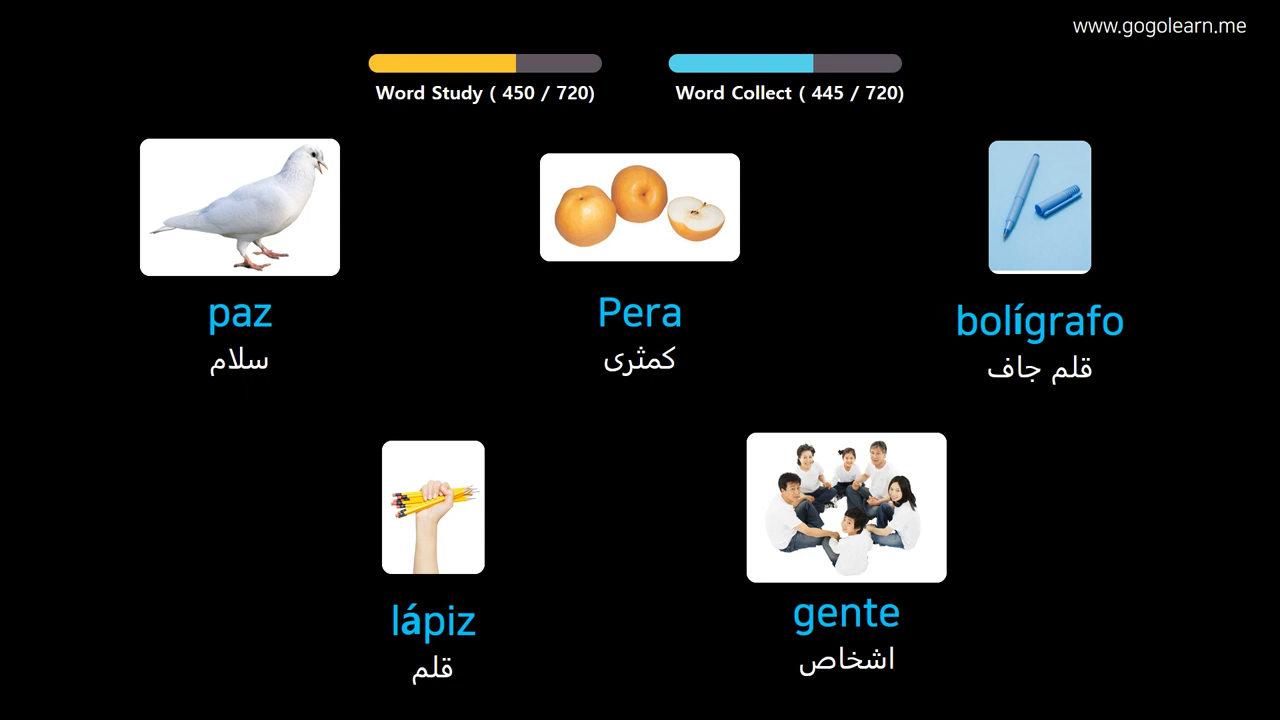 www.gogolearn.me
Word Study ( 450 / 720)
Word Collect ( 445 / 720)
paz
سلام
Pera
كمثرى
bolígrafo
قلم جاف
lápiz
قلم
gente
اشخاص